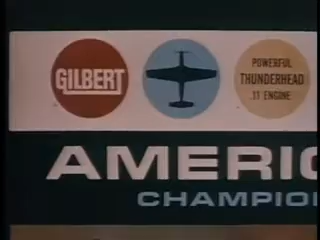 GILBERT
POWERFUL
THUNDERHEAD
.11 ENGINE
AMERIC
CHAMPIO